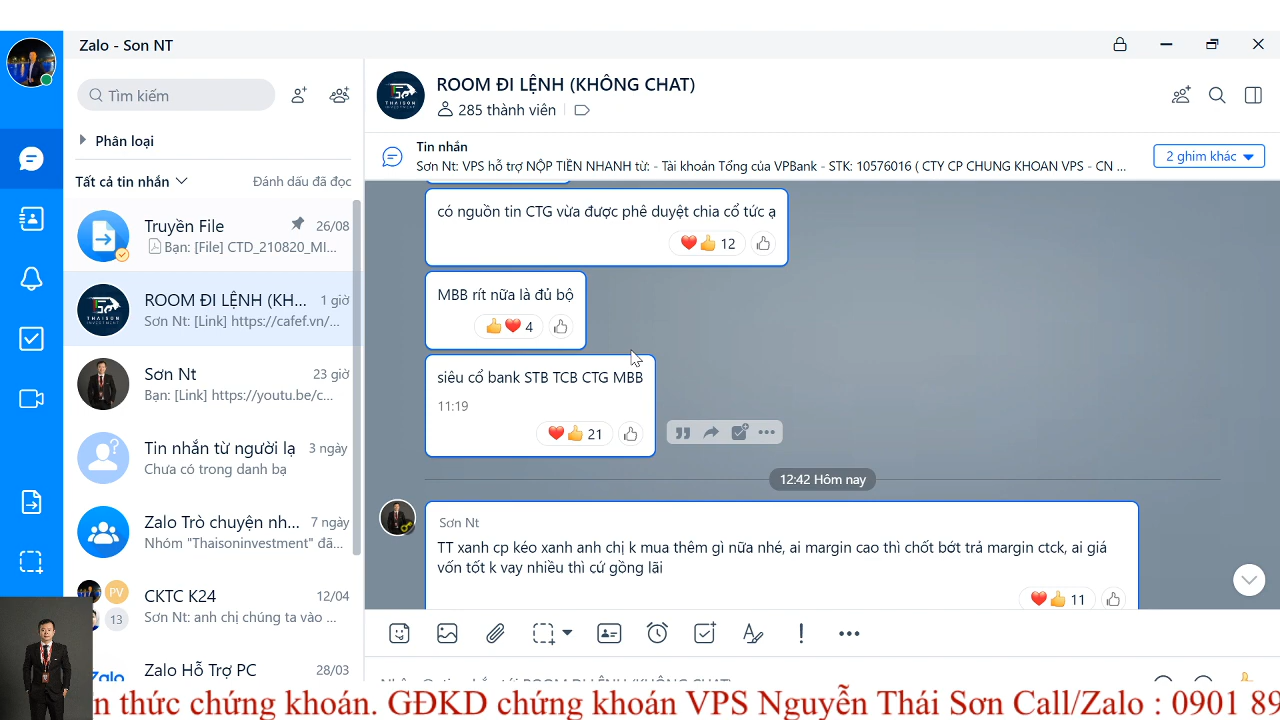 Zalo - Son NT
Tìm kiếm
Phân loại
Tất cả tin nhắn
Đánh dấu đã đọc
Truyền File
26/08
Bạn: [File] CTD_210820_MI...
ROOM ĐI LỆNH (KH...
1 giờ
Sơn Nt: [Link] https://cafef.vn/...
Sơn Nt
23 giờ
Bạn: [Link] https://youtu.be/c...
Tin nhắn từ người lạ
3 ngày
Chưa có trong danh bạ
Zalo Trò chuyện nh...
7 ngày
Nhóm "Thaisoninvestment" đã...
PV
13
CKTC K24
12/04
Sơn Nt: anh chị chúng ta vào ...
Zalo Hỗ Trợ PC
28/03
THAISON
INVESTMENT
ROOM ĐI LỆNH (KHÔNG CHAT)
285 thành viên
Tin nhắn
Sơn Nt: VPS hỗ trợ NỘP TIỀN NHANH từ: - Tài khoản Tổng của VPBank - STK: 10576016 ( CTY CP CHUNG KHOAN VPS - CN ...
2 ghim khác
có nguồn tin CTG vừa được phê duyệt chia cổ tức ạ
12
MBB rít nữa là đủ bộ
4
siêu cổ bank STB TCB CTG MBB
11:19
21
12:42 Hôm nay
Sơn Nt
TT xanh cp kéo xanh anh chị k mua thêm gì nữa nhé, ai margin cao thì chốt bớt trả margin ctck, ai giá
vốn tốt k vay nhiều thì cứ gồng lãi
11
n thức chứng khoán. GĐKD chứng khoán VPS Nguyễn Thái Sơn Call/Zalo : 0901 89